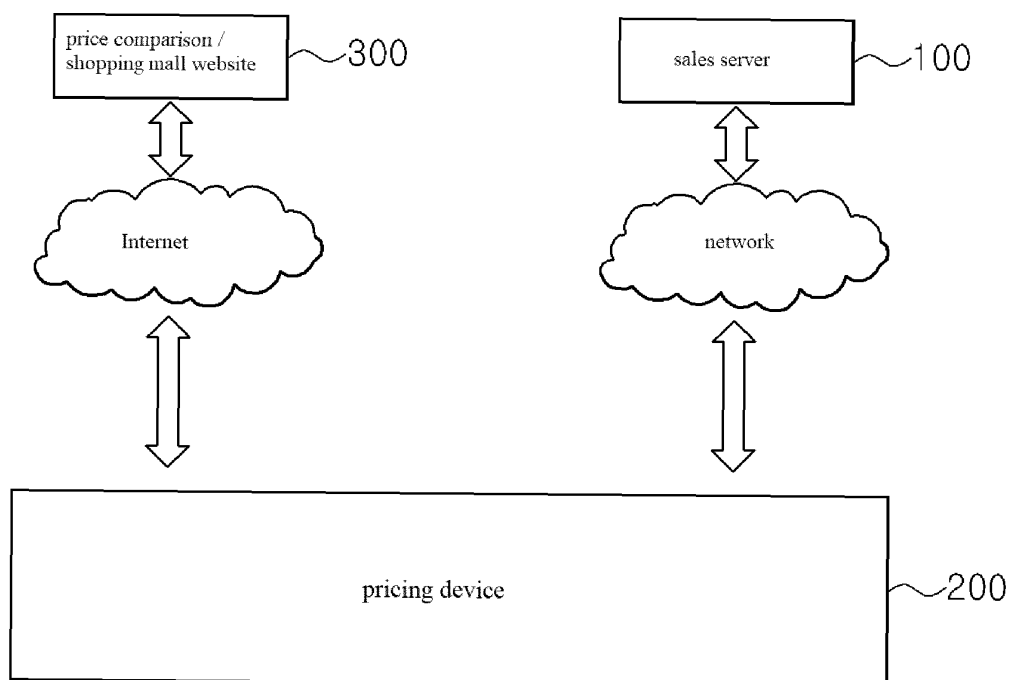 price comparison /
shopping mall website
300
sales server
100
Internet
network
pricing device
200